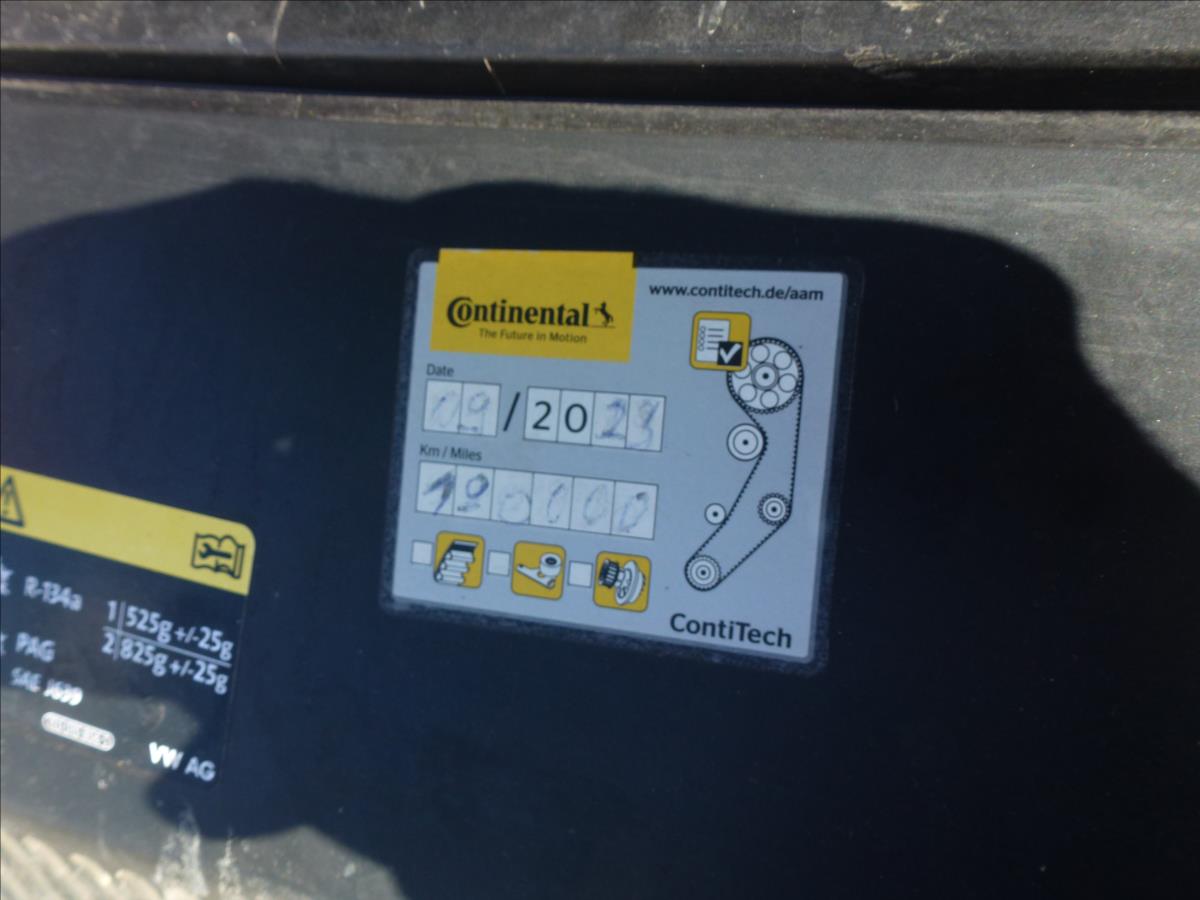 Continental
The Future in Motion
www.contitech.de/aam
Date
09/2023
Km / Miles
190000
ContiTech
R-134a 1 525g +/-25g
2 825g +/-25g
PAG
SAE J639
VW AG